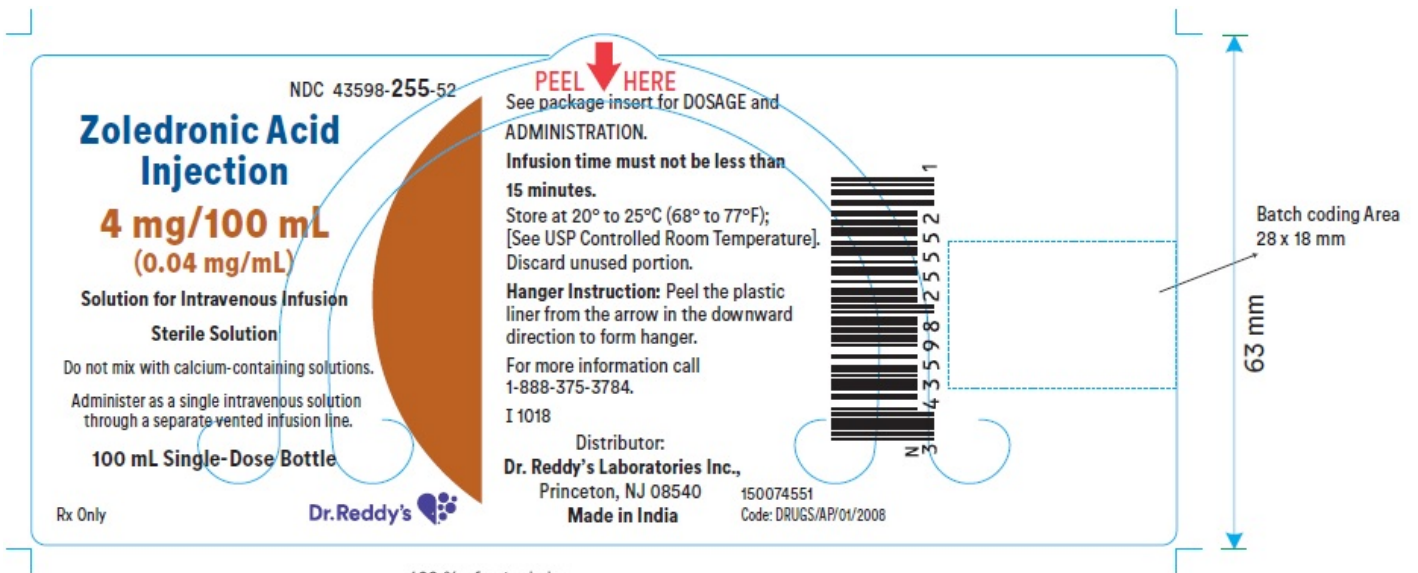 NDC 43598-255-52
Zoledronic Acid
Injection
4 mg/100 mL
(0.04 mg/mL)
Solution for Intravenous Infusion
Sterile Solution
Do not mix with calcium-containing solutions.
Administer as a single intravenous solution
through a separate vented infusion line.
100 mL Single-Dose Bottle
Rx Only
Dr.Reddy's
PEEL HERE
See package insert for DOSAGE and
ADMINISTRATION.
Infusion time must not be less than
15 minutes.
Store at 20° to 25°C (68° to 77°F);
[See USP Controlled Room Temperature].
Discard unused portion.
Hanger Instruction: Peel the plastic
liner from the arrow in the downward
direction to form hanger.
For more information call
1-888-375-3784.
I 1018
Distributor:
Dr. Reddy's Laboratories Inc.,
Princeton, NJ 08540
Made in India
150074551
Code: DRUGS/AP/01/2008
N
3 43598 25552 1
Batch coding Area
28 x 18 mm
63 mm